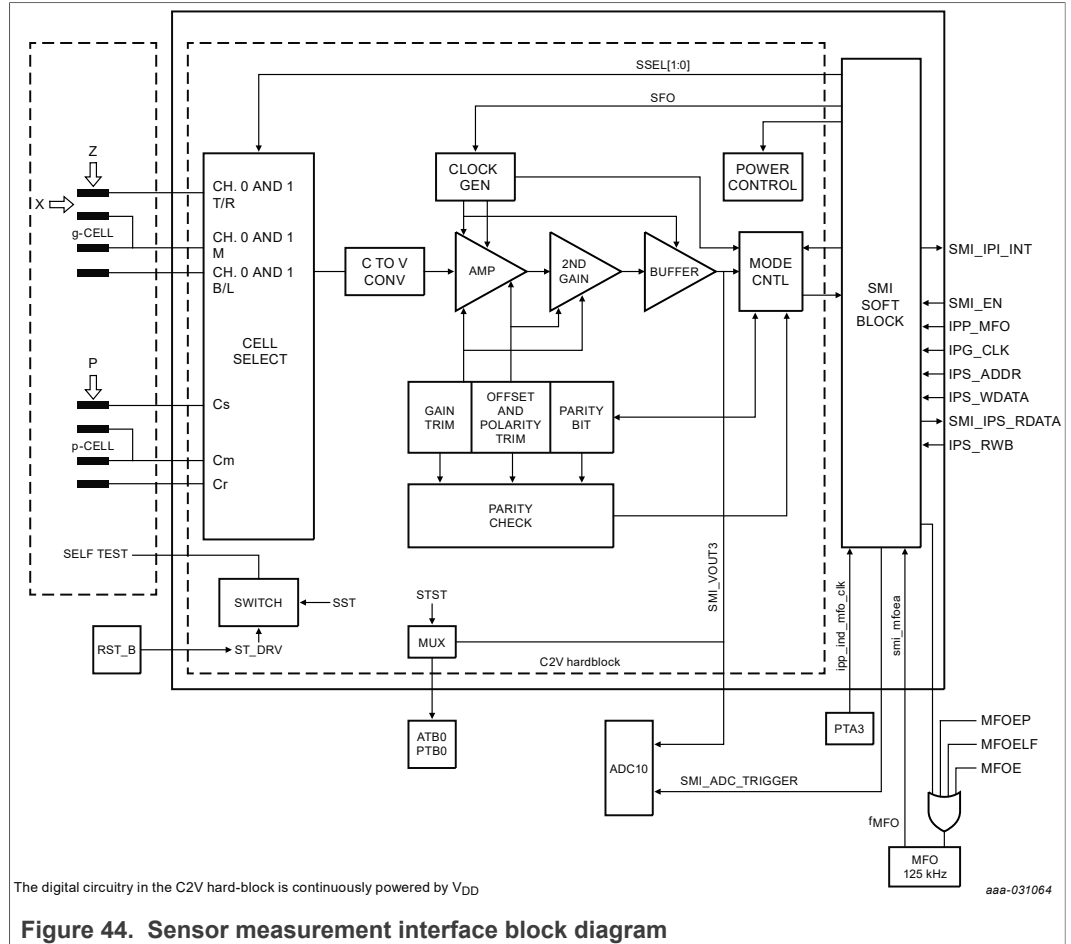 SSEL[1:0]
SFO
Z
X
g-CELL
CH. 0 AND 1
T/R
CH. 0 AND 1
M
CH. 0 AND 1
B/L
CELL
SELECT
P
p-CELL
Cs
Cm
Cr
C TO V
CONV
CLOCK
GEN
AMP
2ND
GAIN
BUFFER
POWER
CONTROL
MODE
CNTL
SMI
SOFT
BLOCK
SMI_IPI_INT
SMI_EN
IPP_MFO
IPG_CLK
IPS_ADDR
IPS_WDATA
SMI_IPS_RDATA
IPS_RWB
GAIN
TRIM
OFFSET
AND
POLARITY
TRIM
PARITY
BIT
PARITY
CHECK
SELF TEST
SWITCH
SST
RST_B
ST_DRV
STST
MUX
SMI_VOUT3
C2V hardblock
ipp_ind_mfo_clk
smi_mfoea
ATB0
PTB0
ADC10
SMI_ADC_TRIGGER
PTA3
MFOEP
MFOELF
MFOE
fMFO
MFO
125 kHz
The digital circuitry in the C2V hard-block is continuously powered by VDD
aaa-031064
Figure 44. Sensor measurement interface block diagram